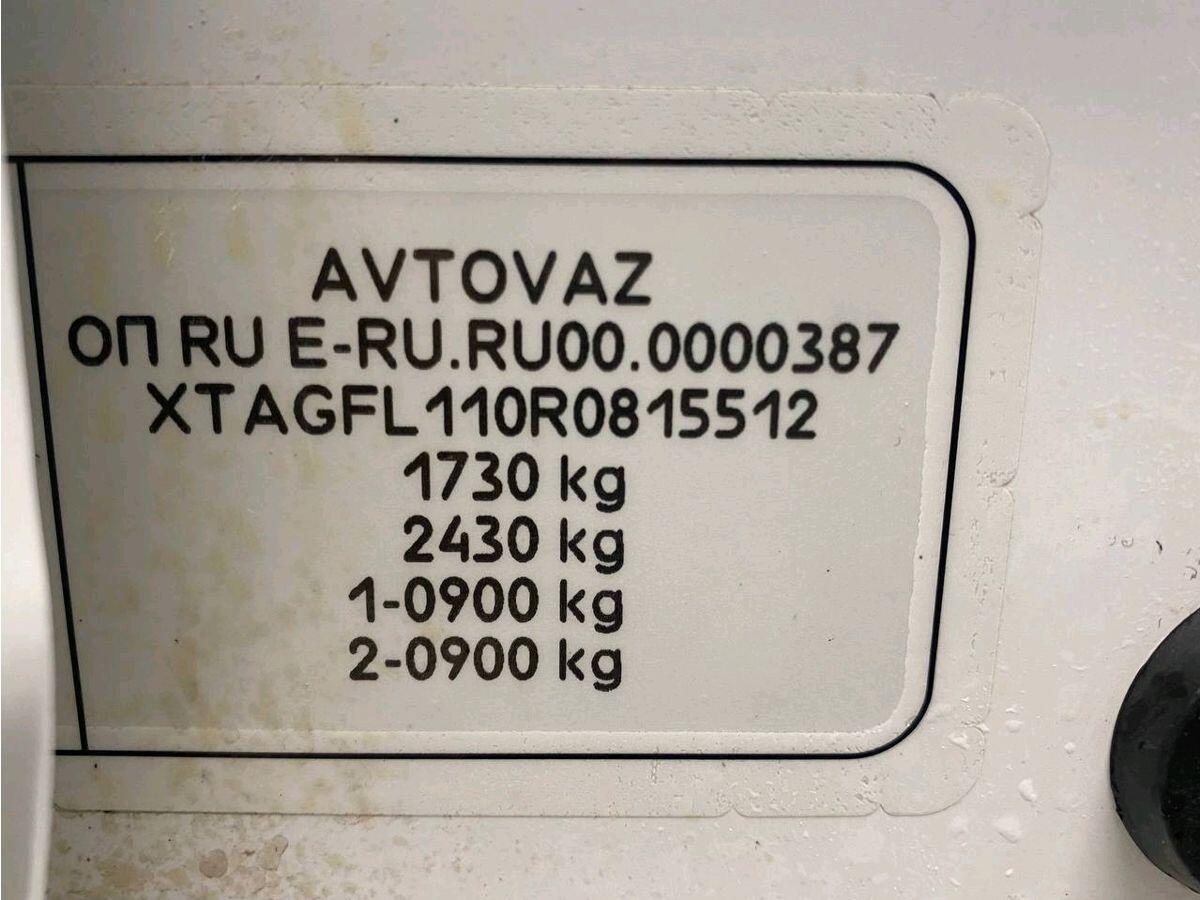 AVTOVAZ
ОП RU E-RU.RU00.0000387
XTAGFL110R0815512
1730 kg
2430 kg
1-0900 kg
2-0900 kg